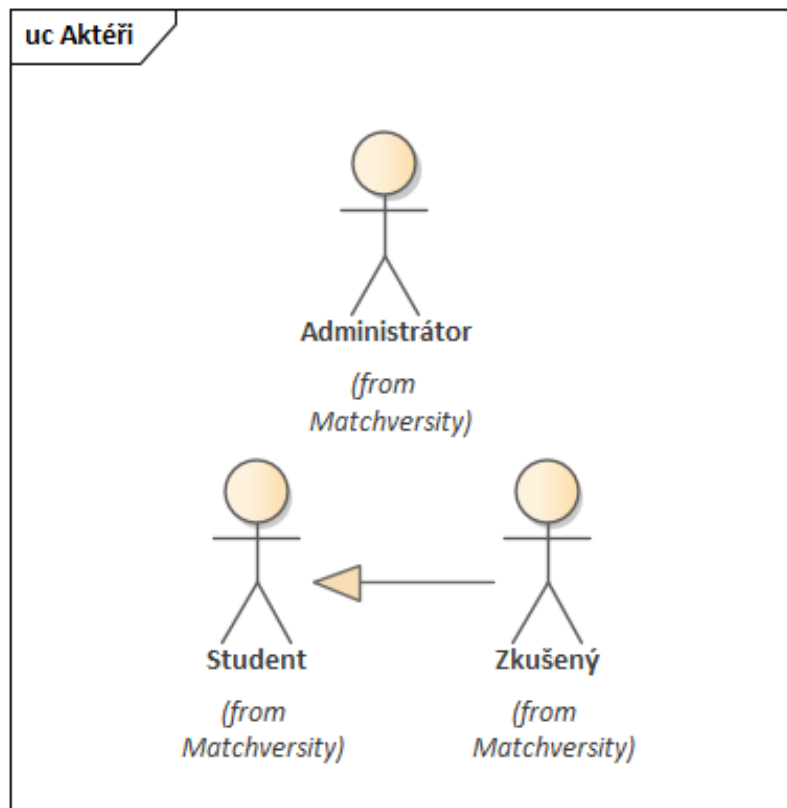 uc Aktéři
Administrátor
(from
Matchversity)
Student
(from
Matchversity)
Zkušený
(from
Matchversity)